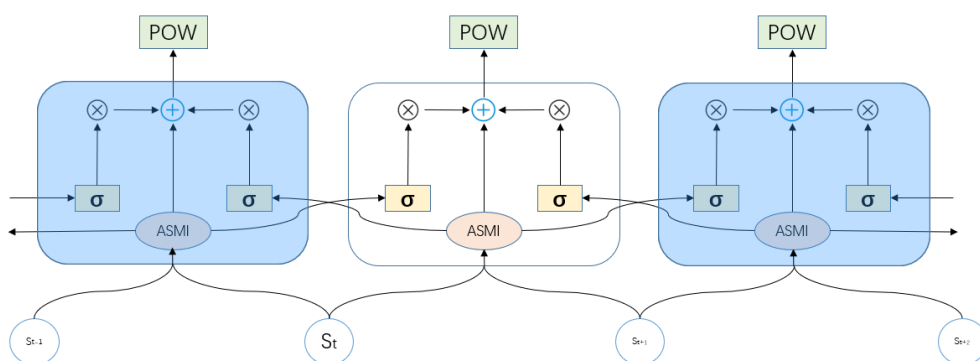 POW POW POW
σ σ σ σ σ σ
ASMI ASMI ASMI
St-1 St St+1 St+2